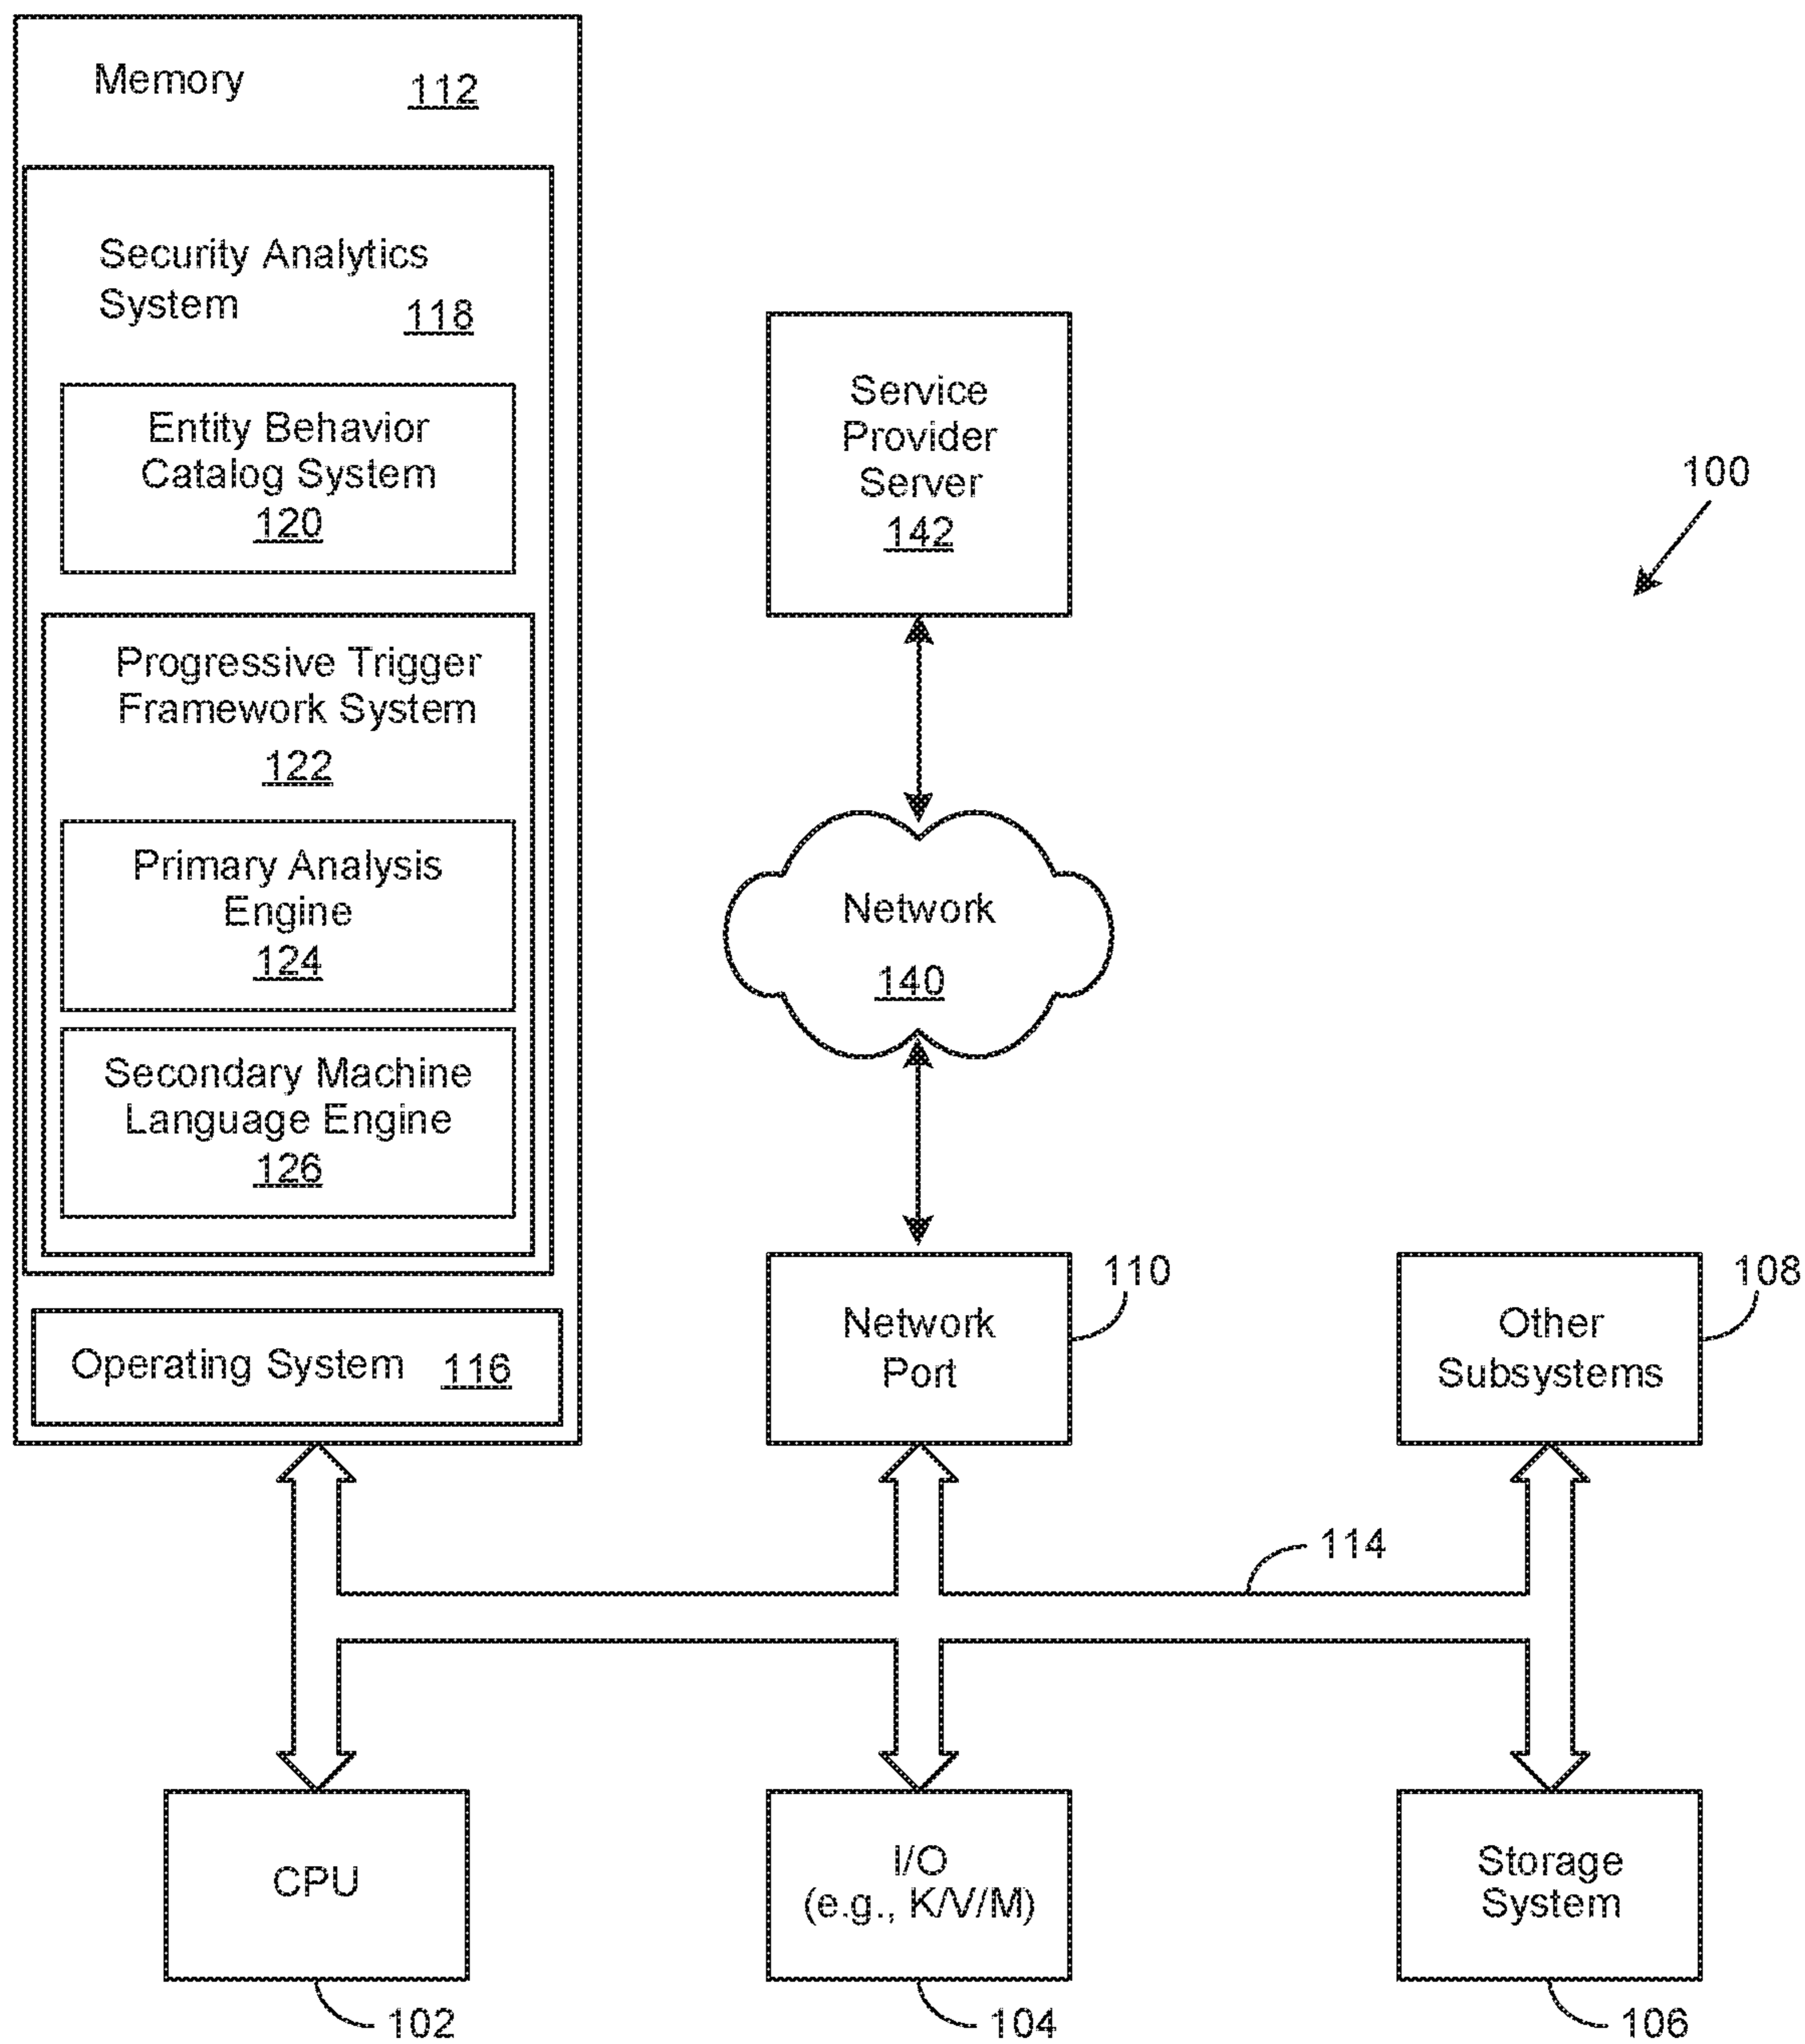 Memory 112
Security Analytics
System 118
Entity Behavior
Catalog System
120
Progressive Trigger
Framework System
122
Primary Analysis
Engine
124
Secondary Machine
Language Engine
126
Operating System 116
Service
Provider
Server
142
100
Network
140
Network
Port
110
Other
Subsystems
108
114
CPU
102
I/O
(e.g., K/V/M)
104
Storage
System
106